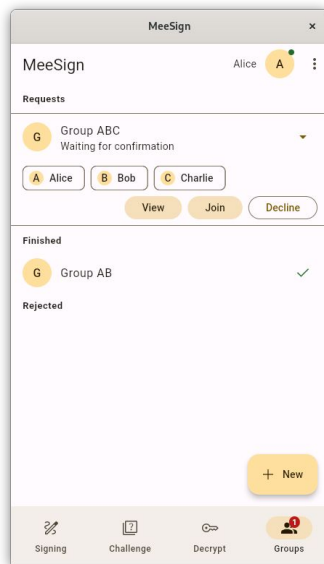 MeeSign
×
MeeSign
Alice A
Requests
G Group ABC
Waiting for confirmation
A Alice B Bob C Charlie
View Join Decline
Finished
G Group AB
Rejected
+ New
1
Signing Challenge Decrypt Groups